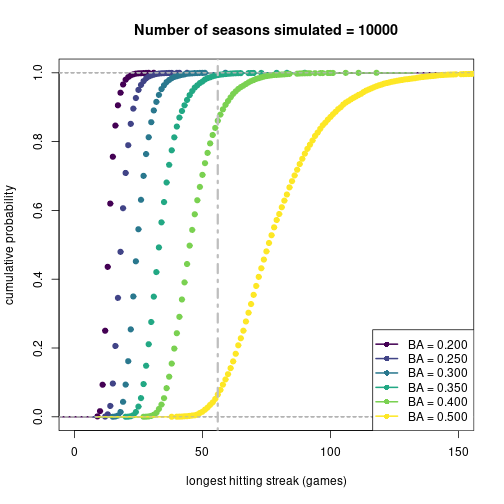 Number of seasons simulated = 10000
cumulative probability
1.0
0.8
0.6
0.4
0.2
0.0
BA = 0.200
BA = 0.250
BA = 0.300
BA = 0.350
BA = 0.400
BA = 0.500
0 50 100 150
longest hitting streak (games)